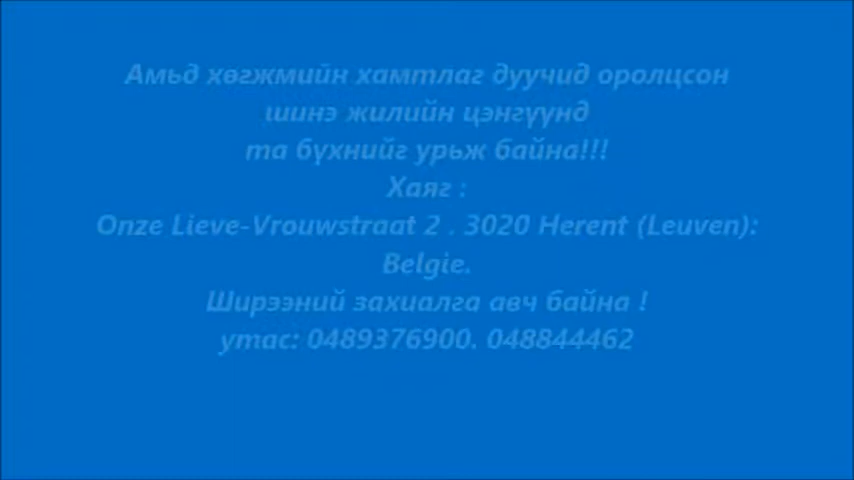 Амьд хөгжмийн хамтлаг дуучид оролцсон
шинэ жилийн цэнгүүнд
та бүхнийг урьж байна!!!
Хаяг :
Onze Lieve-Vrouwstraat 2 . 3020 Herent (Leuven):
Belgie.
Ширээний захиалга авч байна !
утас: 0489376900. 048844462